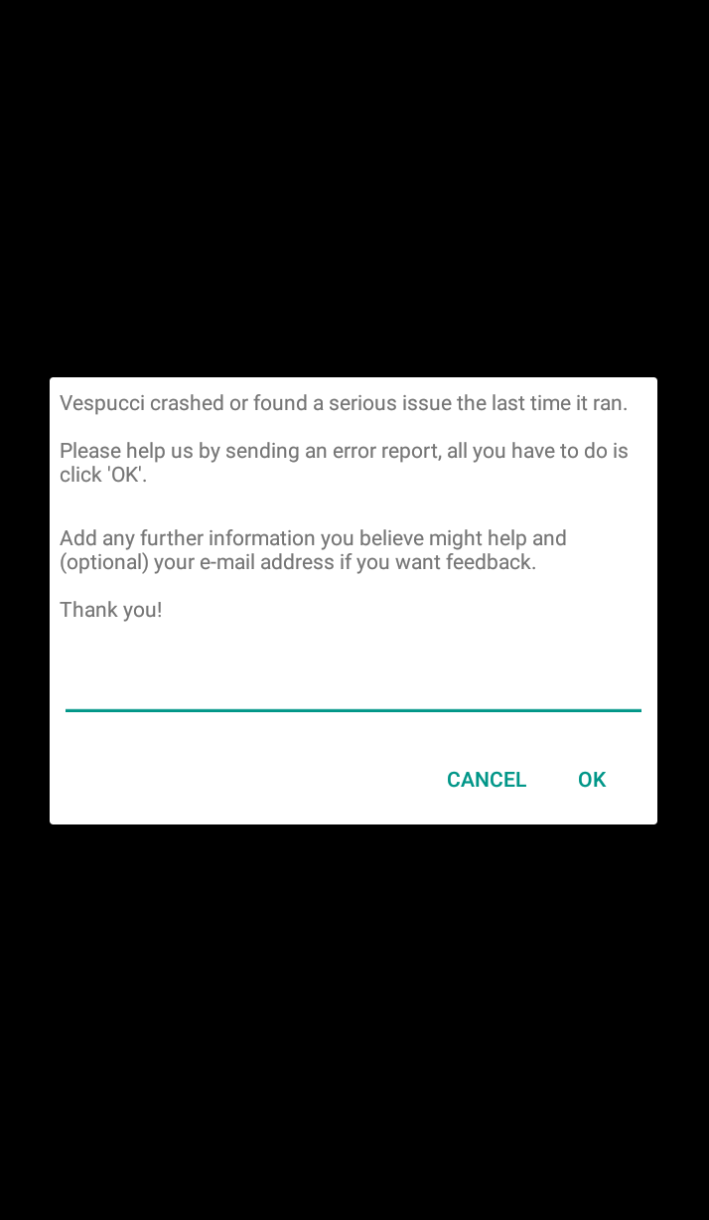 Vespucci crashed or found a serious issue the last time it ran.
Please help us by sending an error report, all you have to do is
click 'OK'.
Add any further information you believe might help and
(optional) your e-mail address if you want feedback.
Thank you!
CANCEL OK